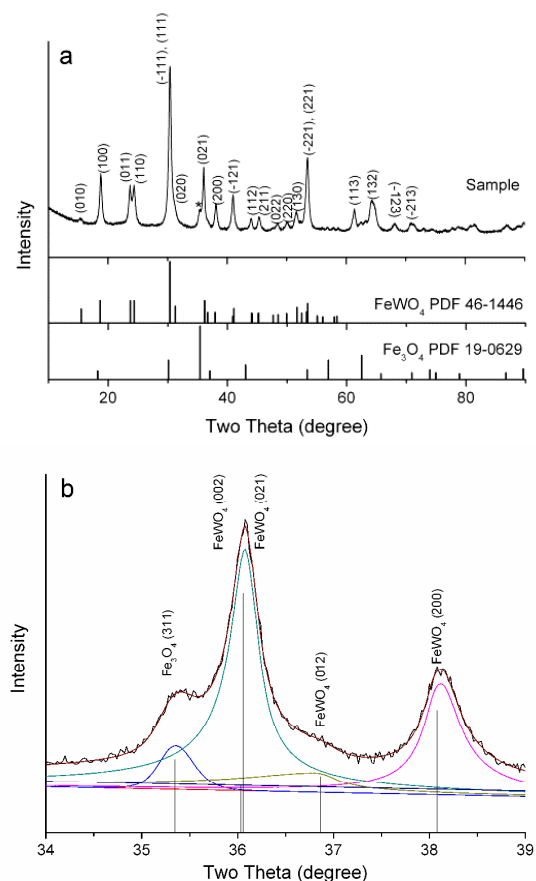 a
Intensity
(010)
(100)
(011)
(110)
(-111), (111)
(020)
*
(021)
(200)
(-121)
(112)
(211)
(022)
(220)
(130)
(-221), (221)
(113)
(132)
(-123)
(-213)
Sample
FeWO₄ PDF 46-1446
Fe₃O₄ PDF 19-0629
20 40 60 80
Two Theta (degree)
b
Intensity
Fe₃O₄ (311)
FeWO₄ (002)
FeWO₄ (021)
FeWO₄ (012)
FeWO₄ (200)
34 35 36 37 38 39
Two Theta (degree)